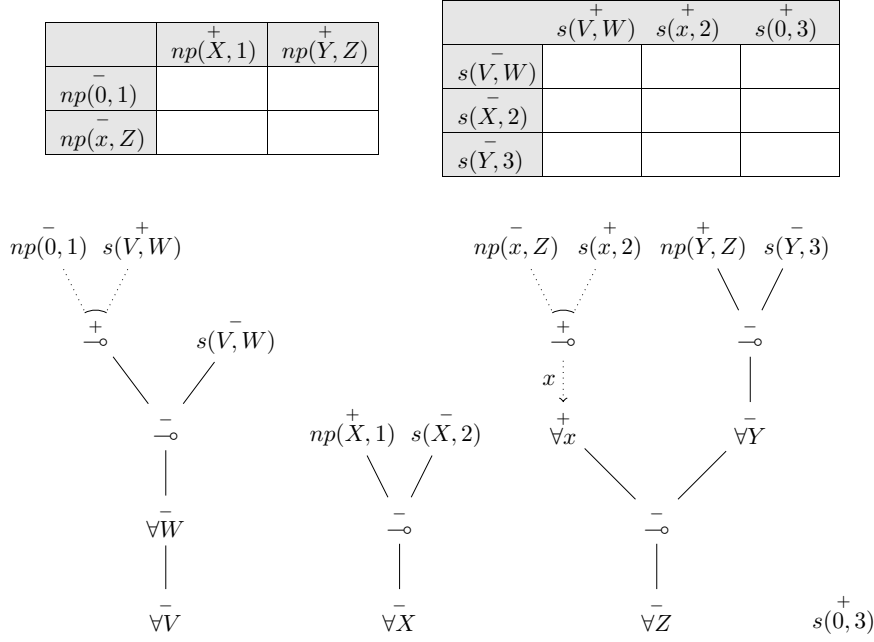 + +
np(X, 1) np(Y, Z)
−
np(0, 1)
−
np(x, Z)
+ + +
s(V, W) s(x, 2) s(0, 3)
−
s(V, W)
−
s(X, 2)
−
s(Y, 3)
− + − + + −
np(0, 1) s(V, W) np(x, Z) s(x, 2) np(Y, Z) s(Y, 3)
+ − + −
⊸ s(V, W) ⊸ ⊸
x
− + − + −
⊸ np(X, 1) s(X, 2) ∀x ∀Y
− − −
∀W ⊸ ⊸
− − − +
∀V ∀X ∀Z s(0, 3)